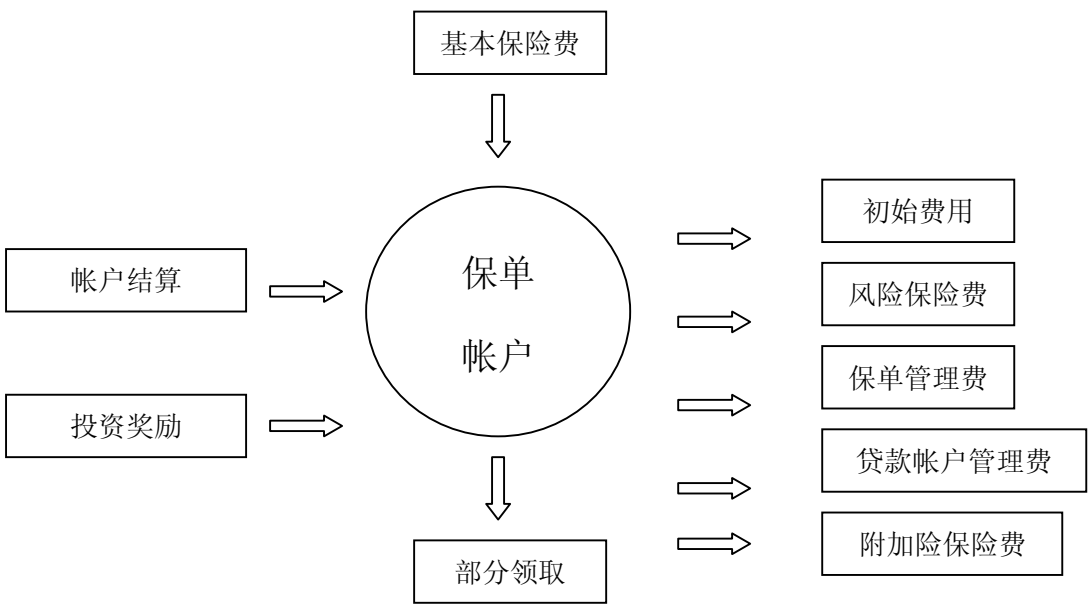 基本保险费
初始费用
帐户结算
保单
帐户
风险保险费
保单管理费
投资奖励
贷款帐户管理费
附加险保险费
部分领取